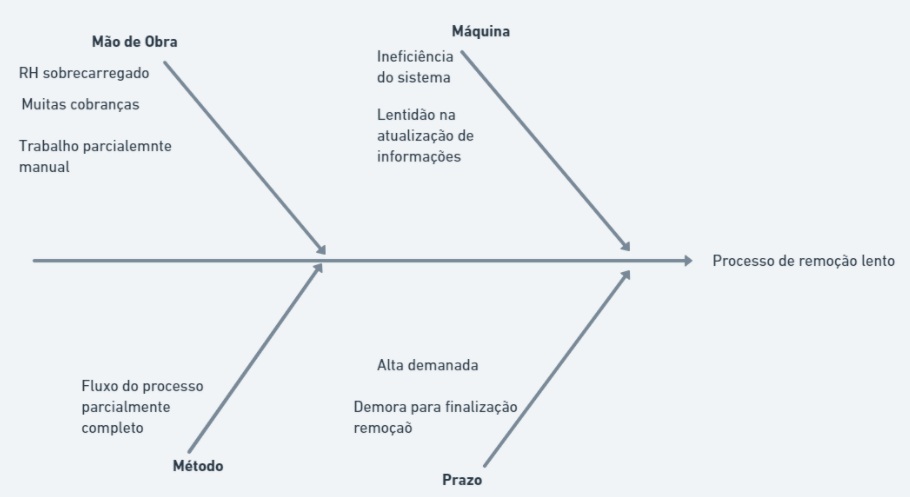 Mão de Obra
RH sobrecarregado
Muitas cobranças
Trabalho parcialemnte
manual
Máquina
Ineficiência
do sistema
Lentidão na
atualização de
informações
Processo de remoção lento
Fluxo do processo
parcialmente
completo
Método
Alta demanada
Demora para finalização
remoçaõ
Prazo